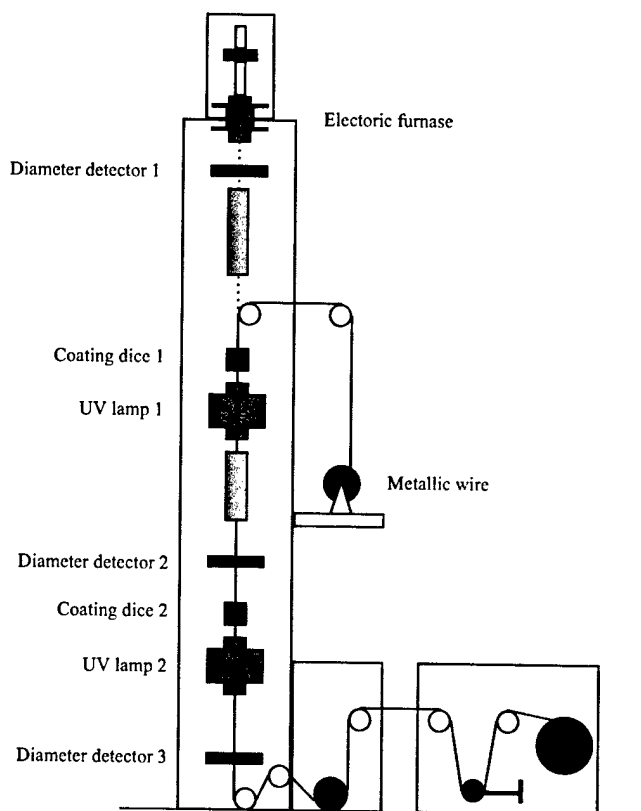 Electoric furnase
Diameter detector 1
Coating dice 1
UV lamp 1
Metallic wire
Diameter detector 2
Coating dice 2
UV lamp 2
Diameter detector 3